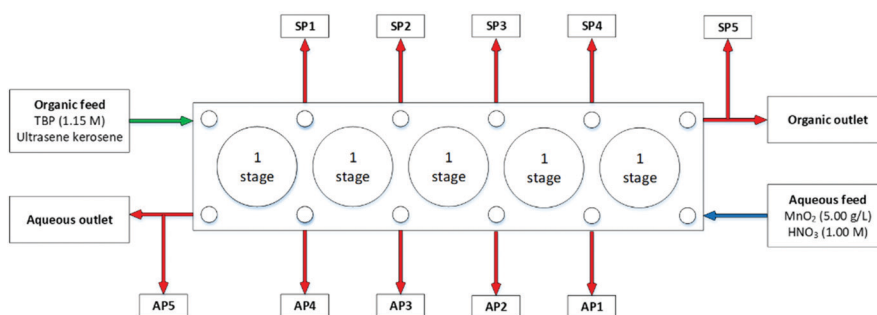 SP1
SP2
SP3
SP4
SP5
Organic feed
TBP (1.15 M)
Ultrasene kerosene
Organic outlet
1
stage
1
stage
1
stage
1
stage
1
stage
Aqueous outlet
Aqueous feed
MnO₂ (5.00 g/L)
HNO₃ (1.00 M)
AP5
AP4
AP3
AP2
AP1